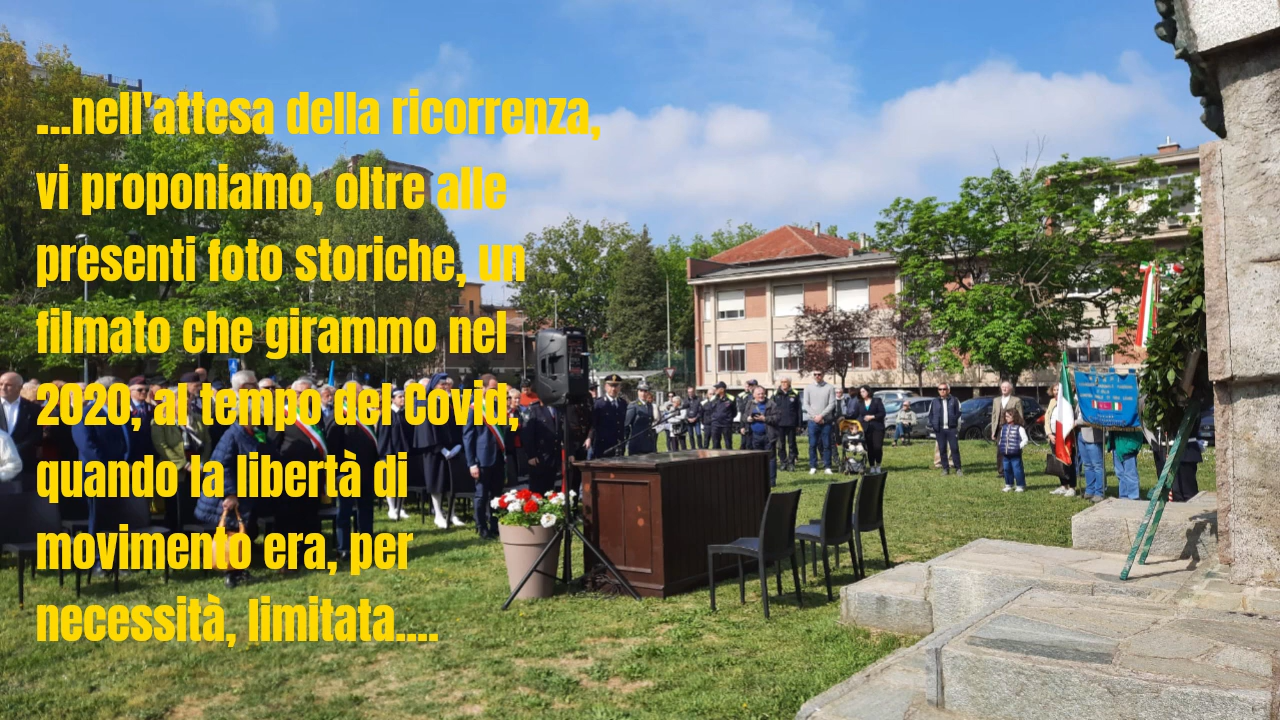 ...nell'attesa della ricorrenza,
vi proponiamo, oltre alle
presenti foto storiche, un
filmato che girammo nel
2020, al tempo del Covid,
quando la libertà di
movimento era, per
necessità, limitata....